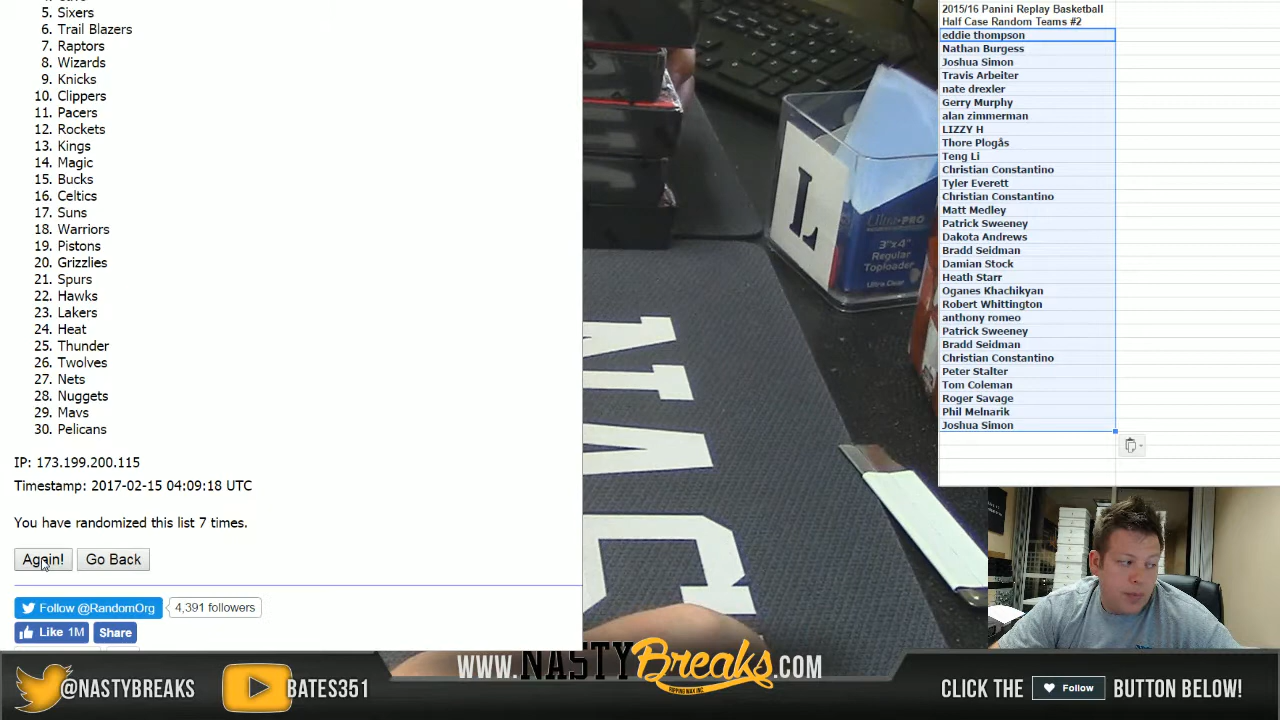 5. Sixers
6. Trail Blazers
7. Raptors
8. Wizards
9. Knicks
10. Clippers
11. Pacers
12. Rockets
13. Kings
14. Magic
15. Bucks
16. Celtics
17. Suns
18. Warriors
19. Pistons
20. Grizzlies
21. Spurs
22. Hawks
23. Lakers
24. Heat
25. Thunder
26. Twolves
27. Nets
28. Nuggets
29. Mavs
30. Pelicans
IP: 173.199.200.115
Timestamp: 2017-02-15 04:09:18 UTC
You have randomized this list 7 times.
Again! Go Back
Follow @RandomOrg 4,391 followers
Like 1M Share
L
Ultra·PRO
3"x4"
Regular
Toploader
Ultra Clear
2015/16 Panini Replay Basketball
Half Case Random Teams #2
eddie thompson
Nathan Burgess
Joshua Simon
Travis Arbeiter
nate drexler
Gerry Murphy
alan zimmerman
LIZZY H
Thore Plogås
Teng Li
Christian Constantino
Tyler Everett
Christian Constantino
Matt Medley
Patrick Sweeney
Dakota Andrews
Bradd Seidman
Damian Stock
Heath Starr
Oganes Khachikyan
Robert Whittington
anthony romeo
Patrick Sweeney
Bradd Seidman
Christian Constantino
Peter Stalter
Tom Coleman
Roger Savage
Phil Melnarik
Joshua Simon
@NASTYBREAKS
BATES351
WWW.NASTYBreaks.COM
RIPPING WAX INC.
CLICK THE Follow BUTTON BELOW!